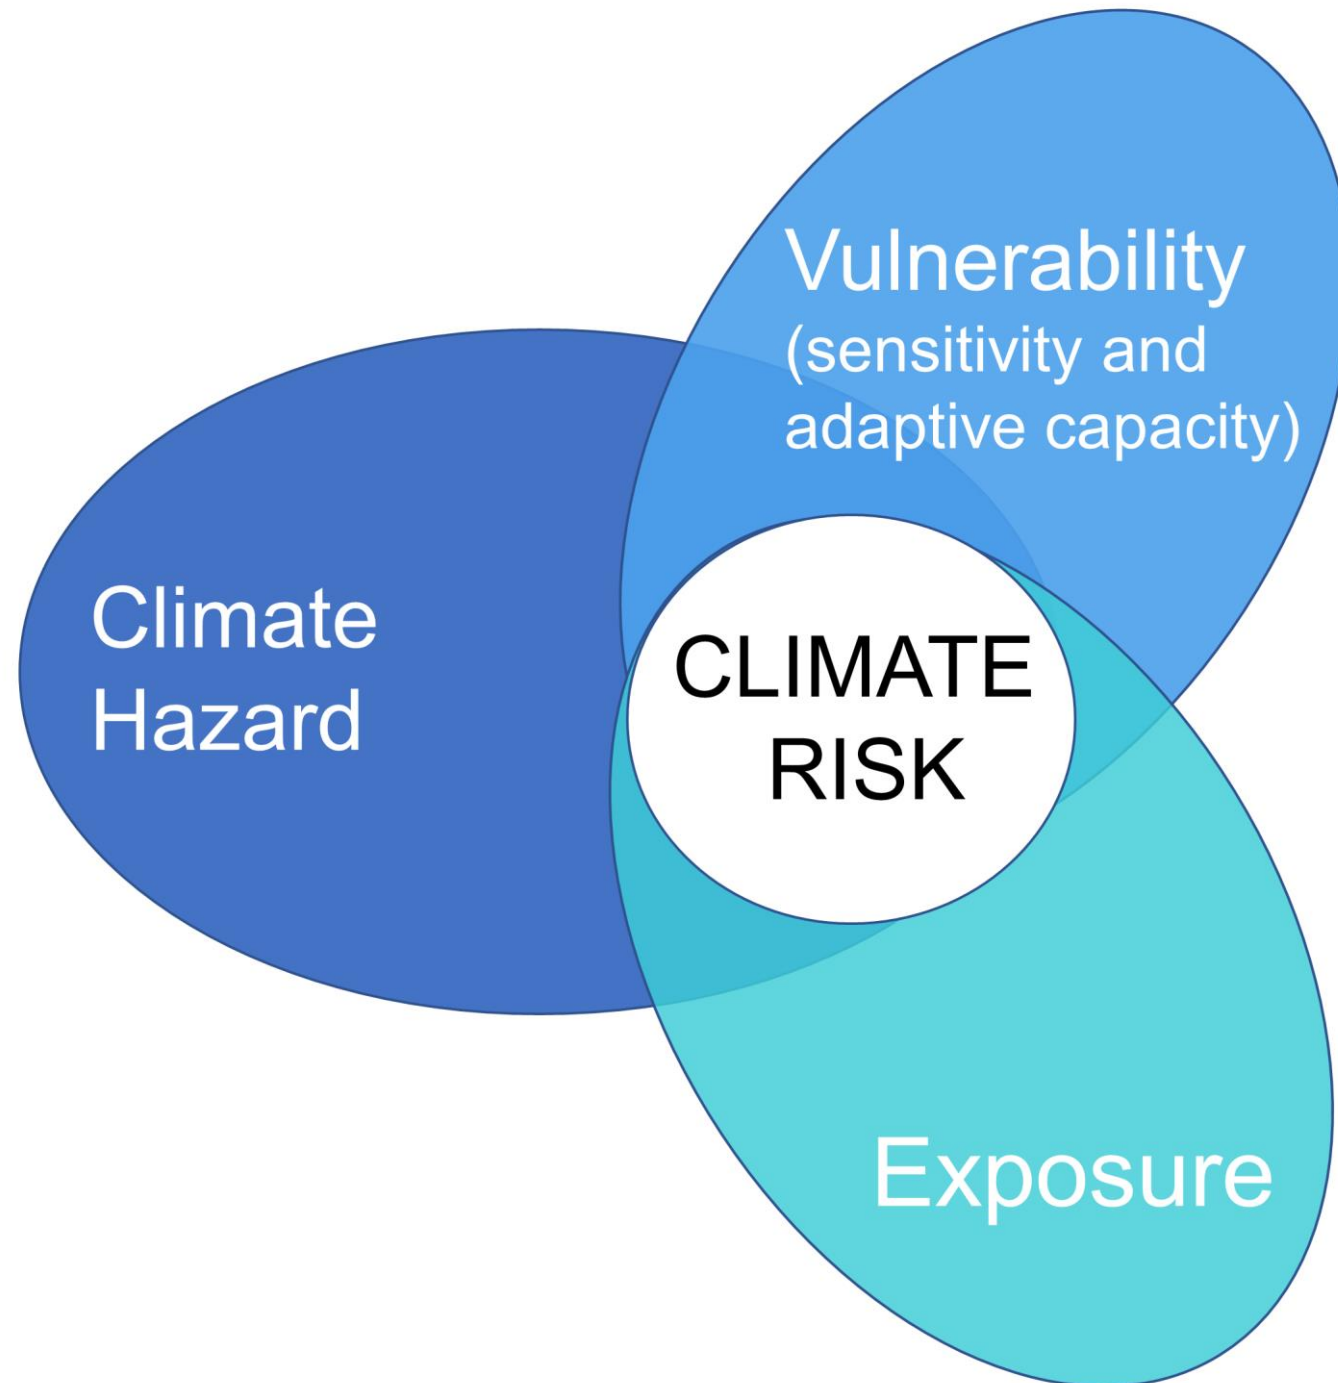 Vulnerability
(sensitivity and
adaptive capacity)
Climate
Hazard
CLIMATE
RISK
Exposure